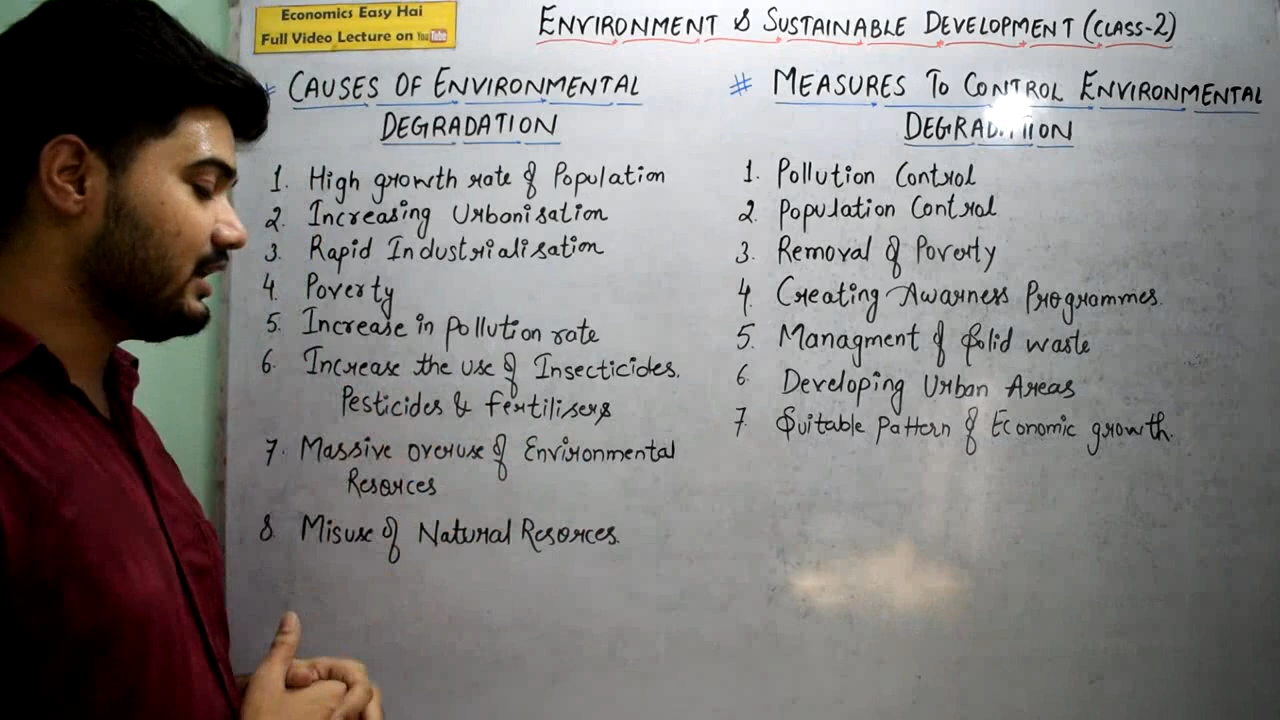 Economics Easy Hai
Full Video Lecture on YouTube
ENVIRONMENT & SUSTAINABLE DEVELOPMENT (CLASS-2)
# CAUSES OF ENVIRONMENTAL
DEGRADATION
1. High growth rate of Population
2. Increasing Urbanisation
3. Rapid Industrialisation
4. Poverty
5. Increase in Pollution rate
6. Increase the use of Insecticides.
Pesticides & fertilisers
7. Massive overuse of Environmental
Resorces
8 Misuse of Natural Resorces.
# MEASURES TO CONTROL ENVIRONMENTAL
DEGRADATION
1. Pollution Control
2. Population Control
3. Removal of Poverty
4. Creating Awarness Programmes.
5. Managment of Solid waste
6 Developing Urban Areas
7. Suitable Pattern of Economic growth.